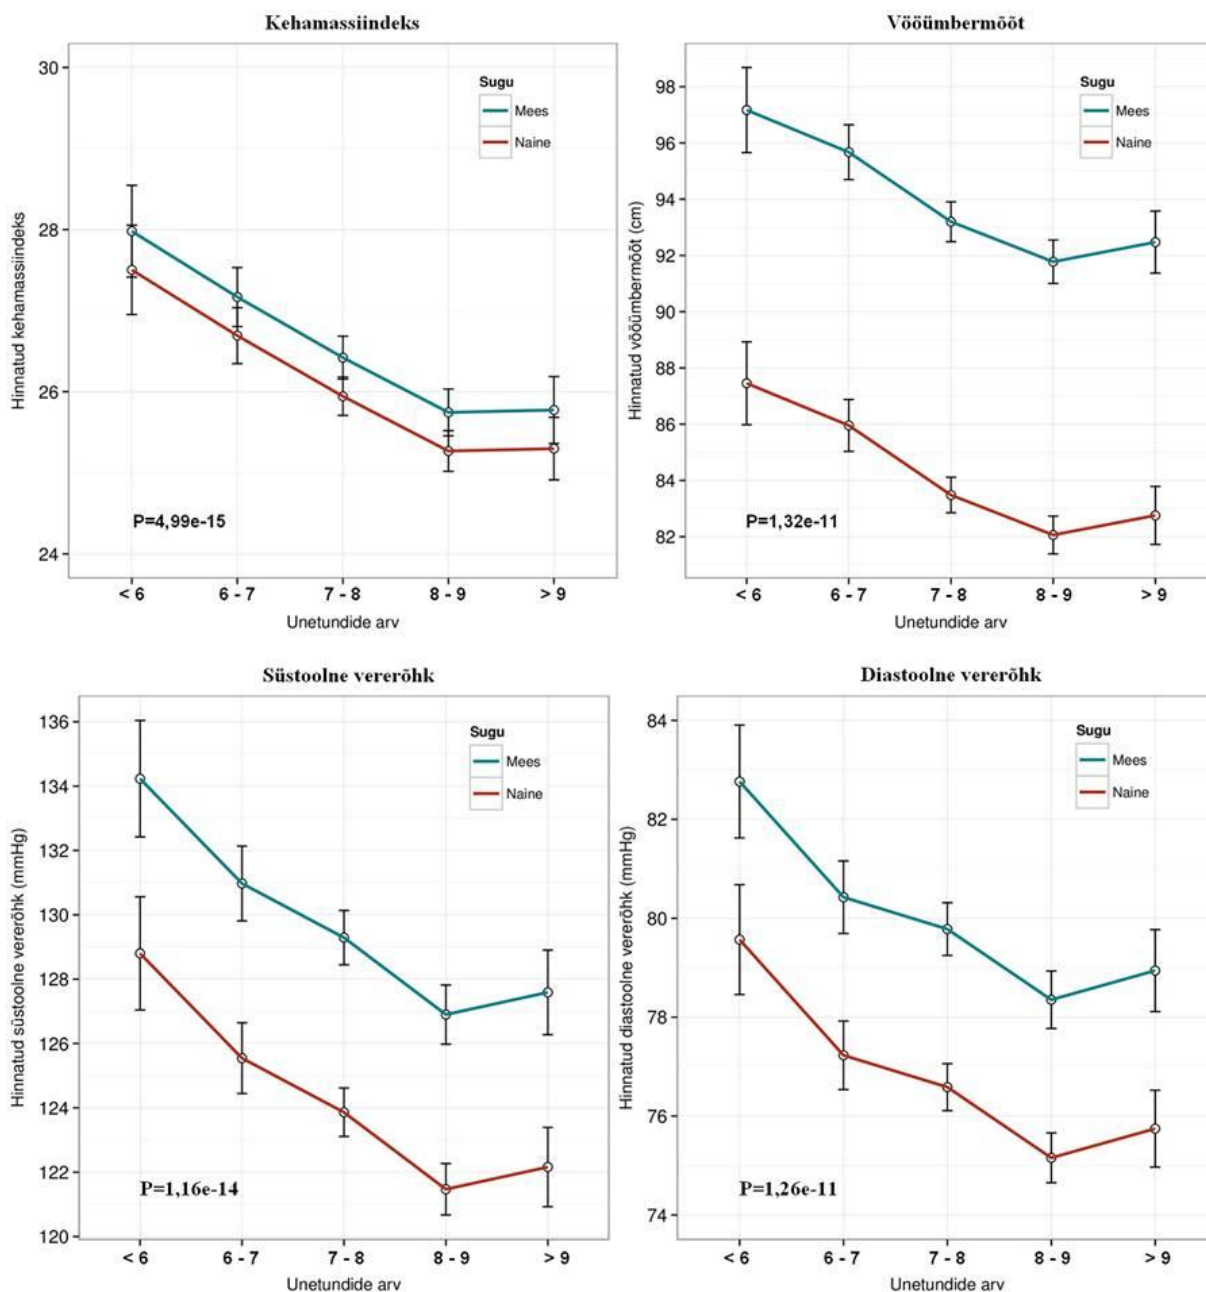 Kehamassiindeks
Hinnatud kehamassiindeks
30
28
26
24
Sugu
Mees
Naine
P=4,99e-15
< 6
6 - 7
7 - 8
8 - 9
> 9
Unetundide arv
Vööümbermõõt
Hinnatud vööümbermõõt (cm)
98
96
94
92
90
88
86
84
82
Sugu
Mees
Naine
P=1,32e-11
< 6
6 - 7
7 - 8
8 - 9
> 9
Unetundide arv
Süstoolne vererõhk
Hinnatud süstoolne vererõhk (mmHg)
136
134
132
130
128
126
124
122
120
Sugu
Mees
Naine
P=1,16e-14
< 6
6 - 7
7 - 8
8 - 9
> 9
Unetundide arv
Diastoolne vererõhk
Hinnatud diastoolne vererõhk (mmHg)
84
82
80
78
76
74
Sugu
Mees
Naine
P=1,26e-11
< 6
6 - 7
7 - 8
8 - 9
> 9
Unetundide arv